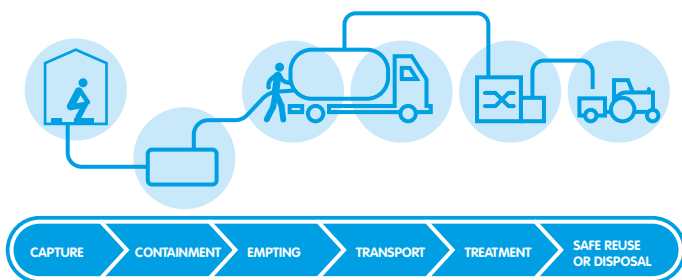 CAPTURE
CONTAINMENT
EMPTING
TRANSPORT
TREATMENT
SAFE REUSE
OR DISPOSAL